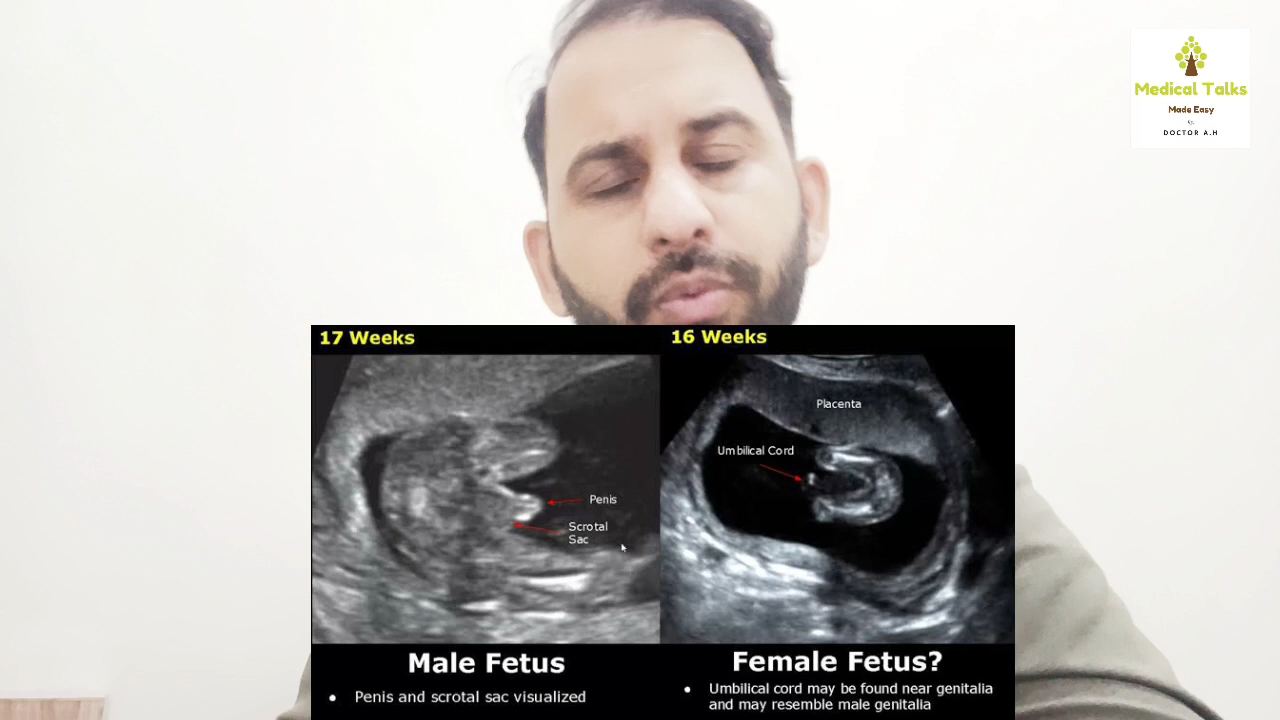 Medical Talks
Made Easy
by,
DOCTOR A.H
17 Weeks
Penis
Scrotal
Sac
Male Fetus
• Penis and scrotal sac visualized
16 Weeks
Placenta
Umbilical Cord
Female Fetus?
• Umbilical cord may be found near genitalia
and may resemble male genitalia